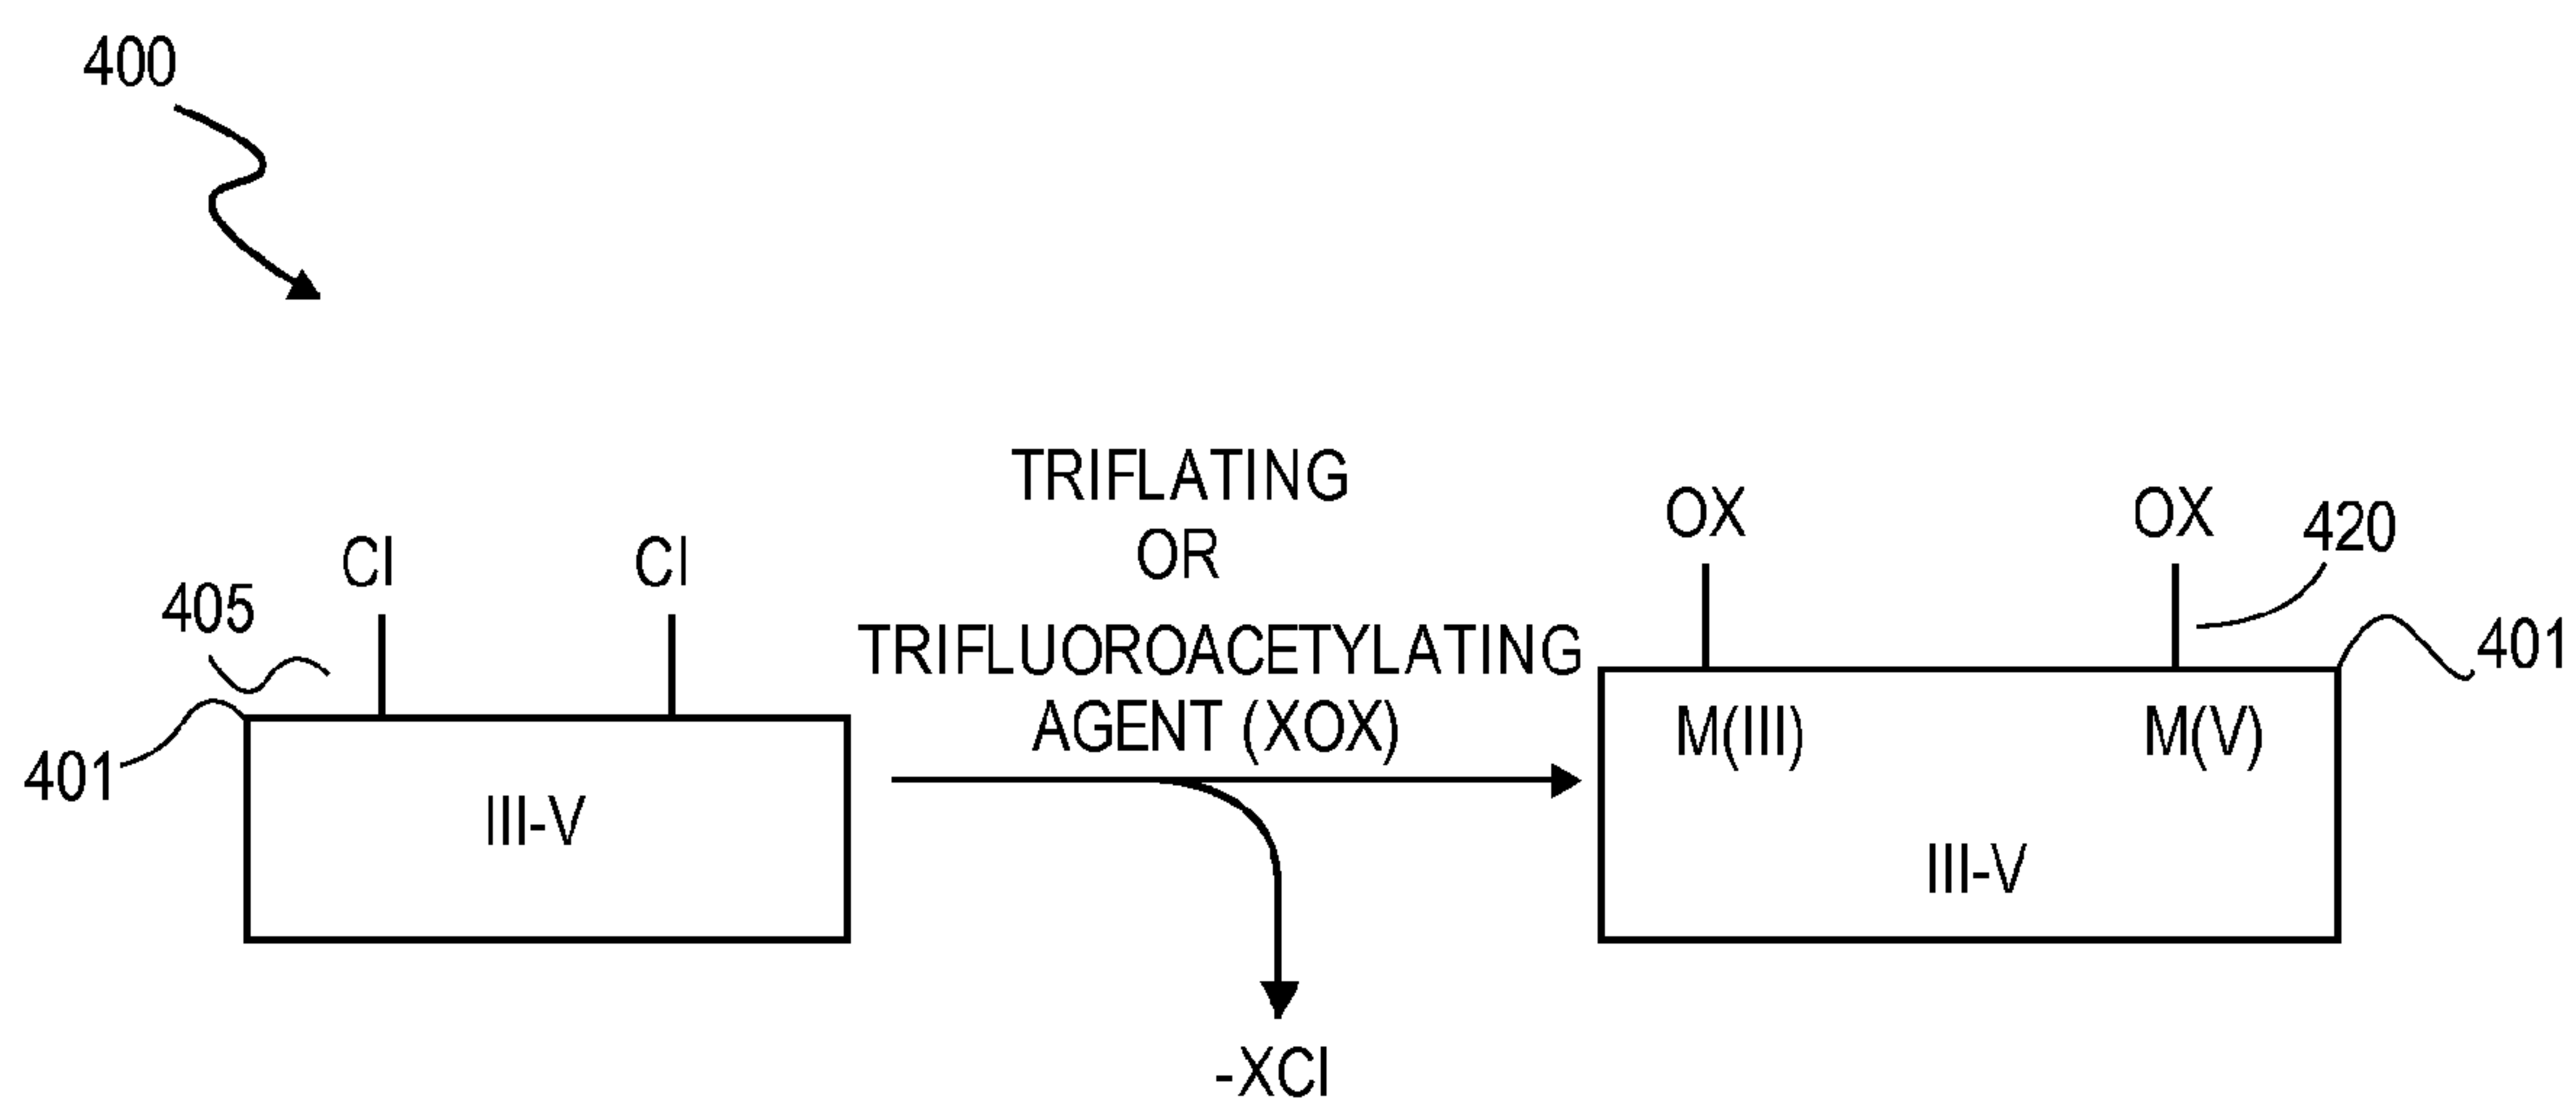 400
TRIFLATING
OR
TRIFLUOROACETYLATING
AGENT (XOX)
Cl Cl
405
401
III-V
-XCl
OX OX
420
401
M(III) M(V)
III-V